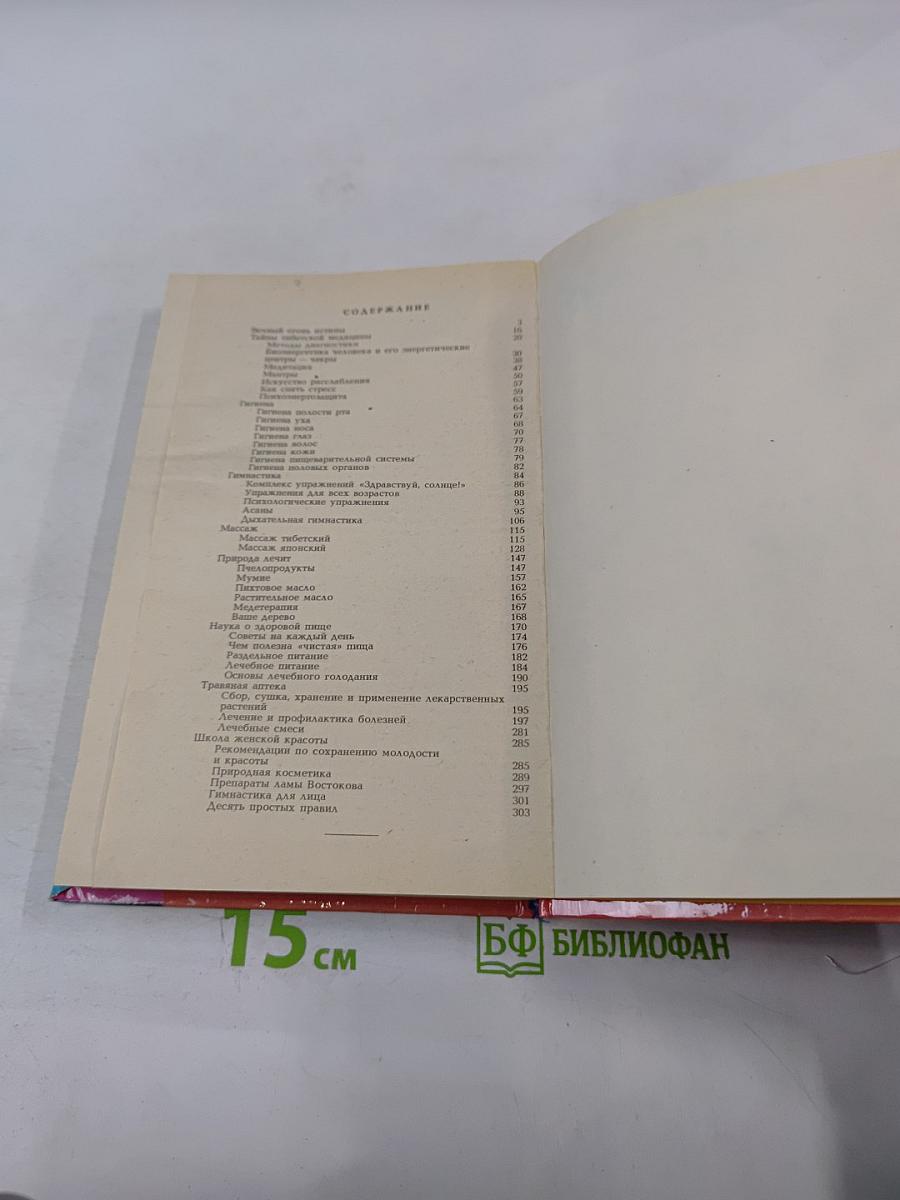 СОДЕРЖАНИЕ
Вечный огонь истины 3
Тайны тибетской медицины 16
Методы диагностики 20
Биоэнергетика человека и его энергетические
центры — чакры 30
Медитация 38
Мантры 47
Искусство расслабления 50
Как снять стресс 57
Психоэнергозащита 59
Гигиена 63
Гигиена полости рта 64
Гигиена уха 67
Гигиена носа 68
Гигиена глаз 70
Гигиена волос 77
Гигиена кожи 78
Гигиена пищеварительной системы 79
Гигиена половых органов 82
Гимнастика 84
Комплекс упражнений «Здравствуй, солнце!» 86
Упражнения для всех возрастов 88
Психологические упражнения 93
Асаны 95
Дыхательная гимнастика 106
Массаж 115
Массаж тибетский 115
Массаж японский 128
Природа лечит 147
Пчелопродукты 147
Мумие 157
Пихтовое масло 162
Растительное масло 165
Медетерапия 167
Ваше дерево 168
Наука о здоровой пище 170
Советы на каждый день 174
Чем полезна «чистая» пища 176
Раздельное питание 182
Лечебное питание 184
Основы лечебного голодания 190
Травяная аптека 195
Сбор, сушка, хранение и применение лекарственных
растений 195
Лечение и профилактика болезней 197
Лечебные смеси 281
Школа женской красоты 285
Рекомендации по сохранению молодости
и красоты 285
Природная косметика 289
Препараты ламы Востокова 297
Гимнастика для лица 301
Десять простых правил 303
15 см
БФ БИБЛИОФАН